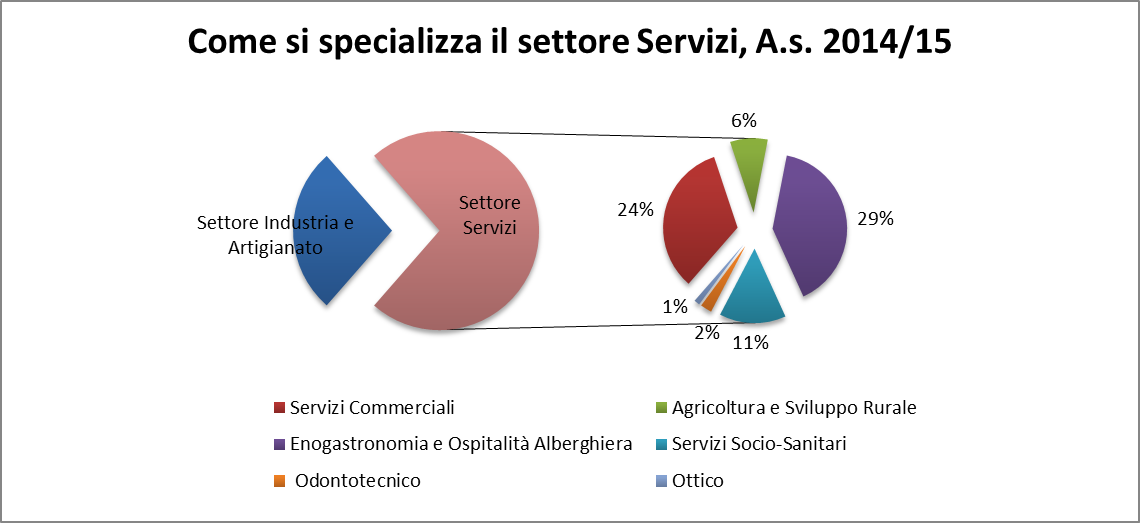 Come si specializza il settore Servizi, A.s. 2014/15
6%
Settore
Servizi
24%
29%
Settore Industria e
Artigianato
1%
2%
11%
Servizi Commerciali
Agricoltura e Sviluppo Rurale
Enogastronomia e Ospitalità Alberghiera
Servizi Socio-Sanitari
Odontotecnico
Ottico